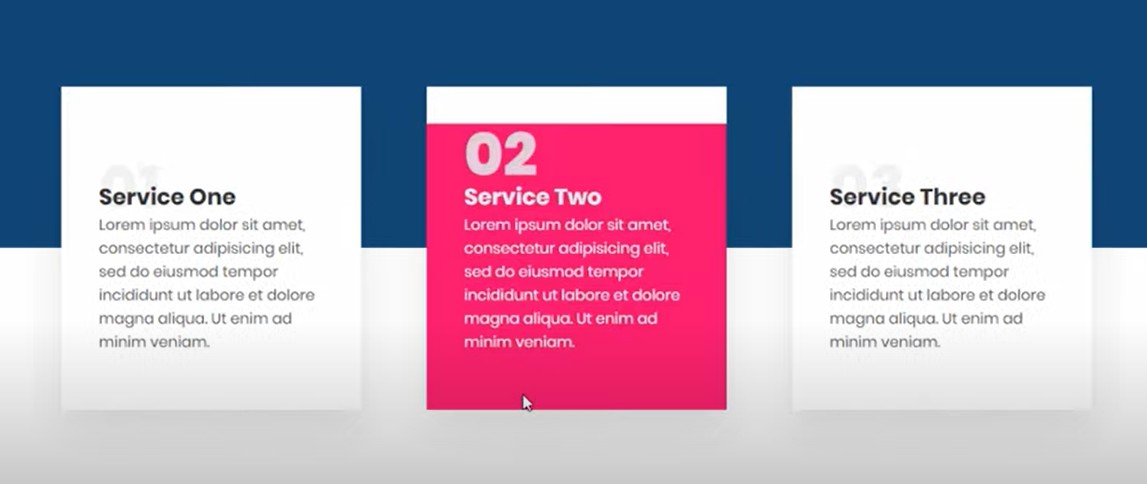 01
Service One
Lorem ipsum dolor sit amet,
consectetur adipisicing elit,
sed do eiusmod tempor
incididunt ut labore et dolore
magna aliqua. Ut enim ad
minim veniam.
02
Service Two
Lorem ipsum dolor sit amet,
consectetur adipisicing elit,
sed do eiusmod tempor
incididunt ut labore et dolore
magna aliqua. Ut enim ad
minim veniam.
03
Service Three
Lorem ipsum dolor sit amet,
consectetur adipisicing elit,
sed do eiusmod tempor
incididunt ut labore et dolore
magna aliqua. Ut enim ad
minim veniam.